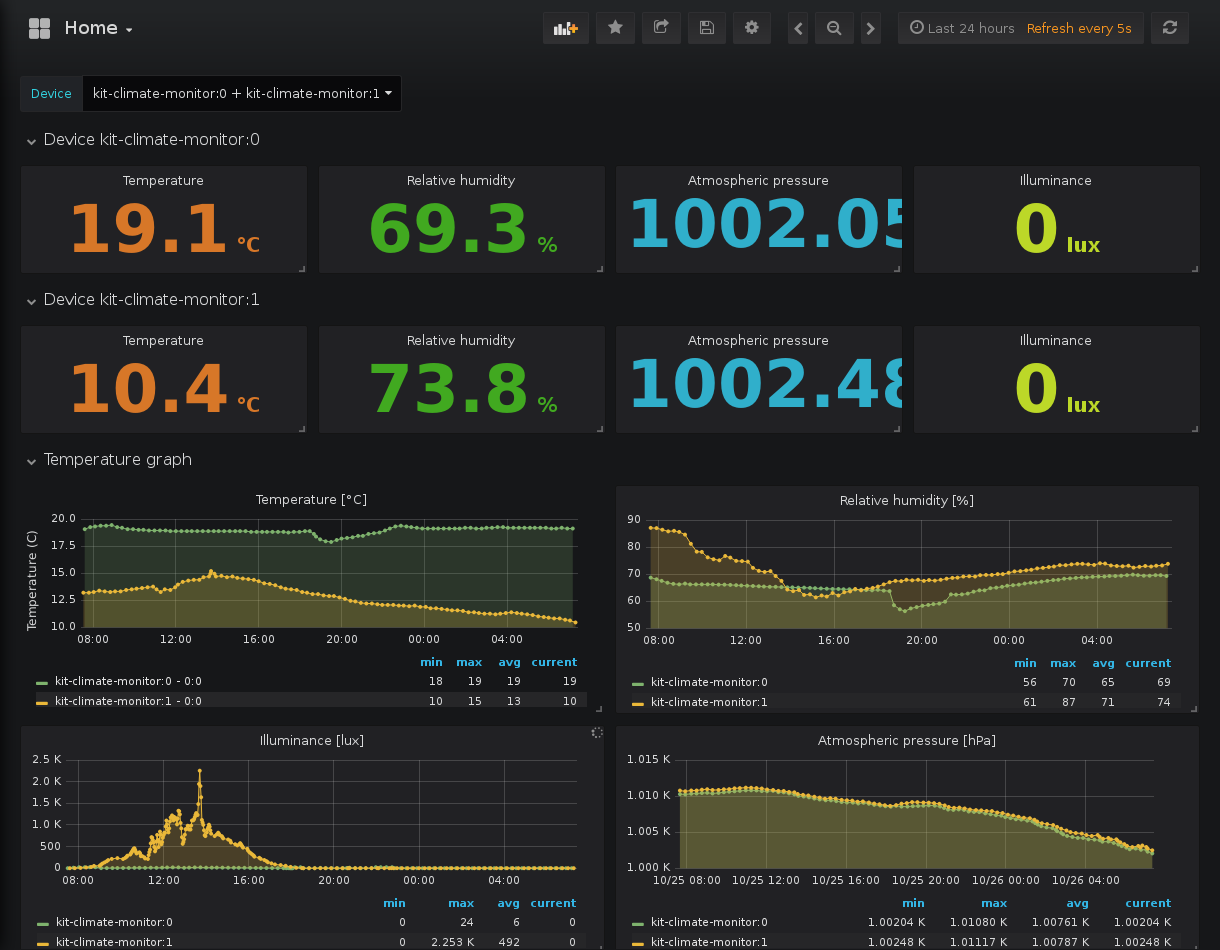 Home
Last 24 hours Refresh every 5s
Device kit-climate-monitor:0 + kit-climate-monitor:1
Device kit-climate-monitor:0
Temperature
19.1 °C
Relative humidity
69.3 %
Atmospheric pressure
1002.05
Illuminance
0 lux
Device kit-climate-monitor:1
Temperature
10.4 °C
Relative humidity
73.8 %
Atmospheric pressure
1002.48
Illuminance
0 lux
Temperature graph
Temperature [°C]
Temperature (C)
20.0
17.5
15.0
12.5
10.0
08:00 12:00 16:00 20:00 00:00 04:00
min max avg current
kit-climate-monitor:0 - 0:0 18 19 19 19
kit-climate-monitor:1 - 0:0 10 15 13 10
Relative humidity [%]
90
80
70
60
50
08:00 12:00 16:00 20:00 00:00 04:00
min max avg current
kit-climate-monitor:0 56 70 65 69
kit-climate-monitor:1 61 87 71 74
Illuminance [lux]
2.5 K
2.0 K
1.5 K
1.0 K
500
0
08:00 12:00 16:00 20:00 00:00 04:00
min max avg current
kit-climate-monitor:0 0 24 6 0
kit-climate-monitor:1 0 2.253 K 492 0
Atmospheric pressure [hPa]
1.015 K
1.010 K
1.005 K
1.000 K
10/25 08:00 10/25 12:00 10/25 16:00 10/25 20:00 10/26 00:00 10/26 04:00
min max avg current
kit-climate-monitor:0 1.00204 K 1.01080 K 1.00761 K 1.00204 K
kit-climate-monitor:1 1.00248 K 1.01117 K 1.00787 K 1.00248 K